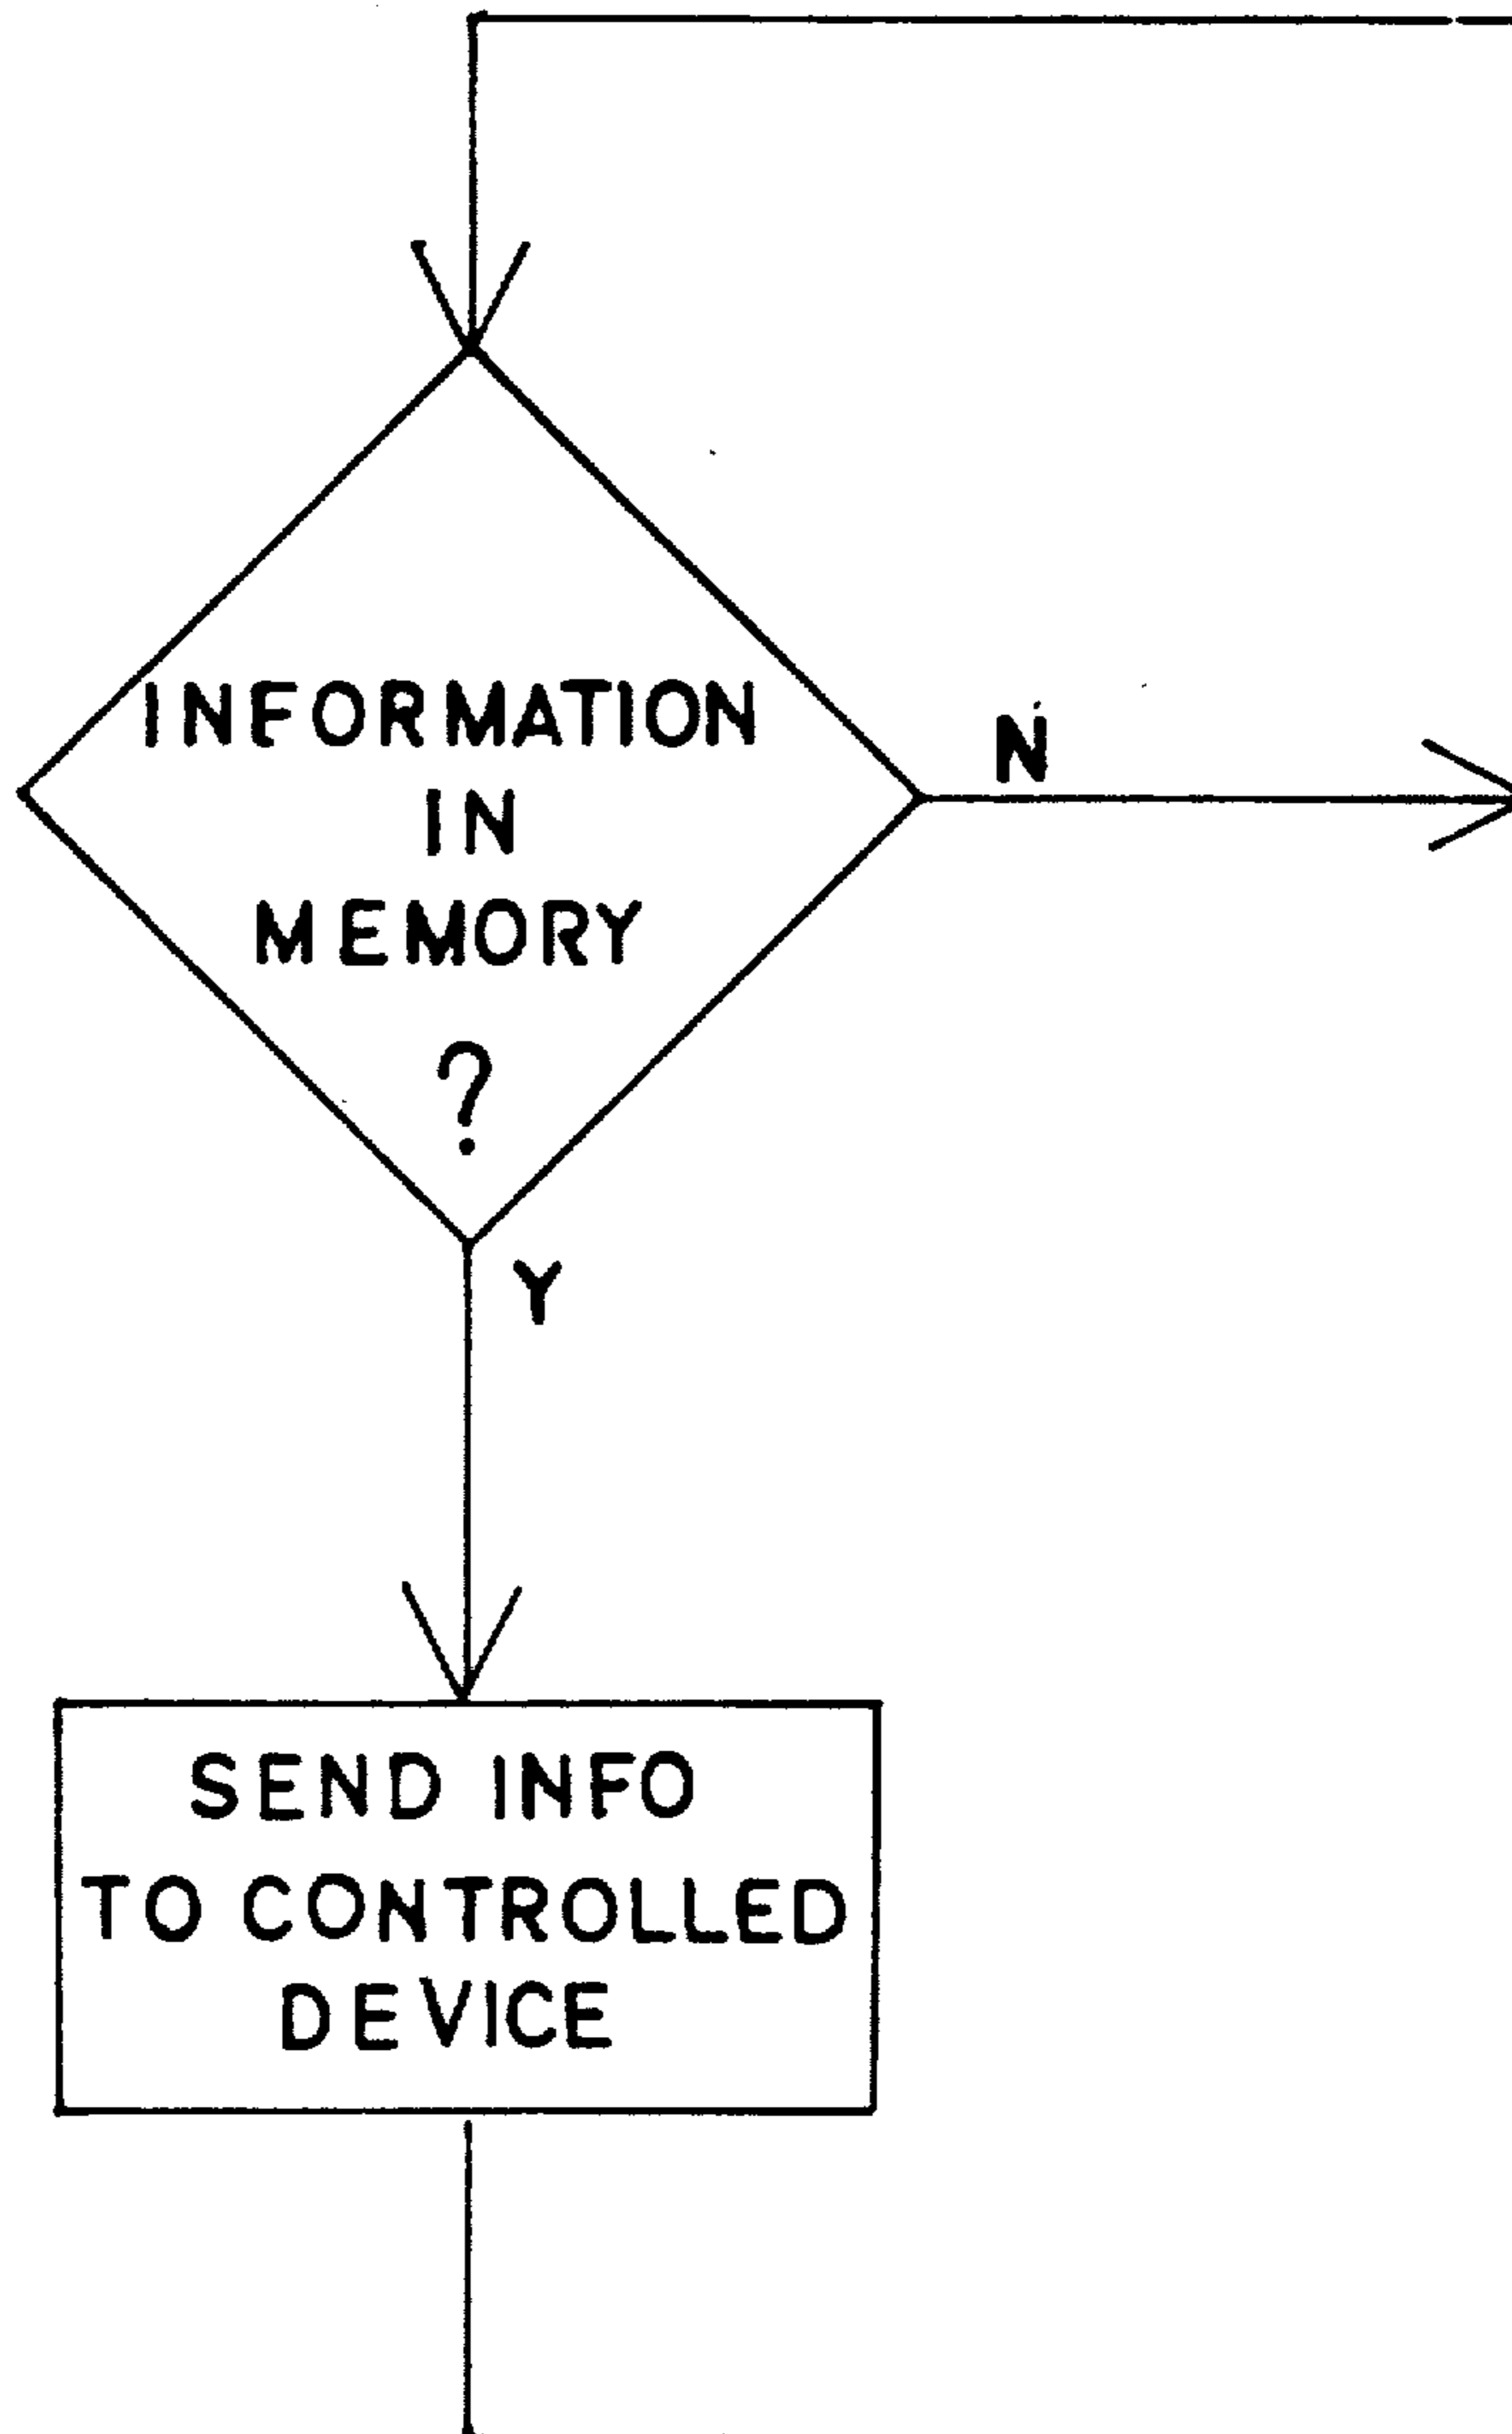 INFORMATION
IN
MEMORY
?
N
Y
SEND INFO
TO CONTROLLED
DEVICE